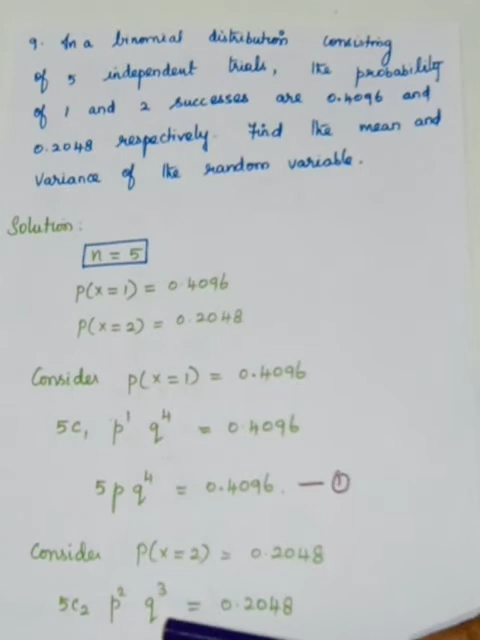 9. In a binomial distribution consisting
of 5 independent trials, the probability
of 1 and 2 successes are 0.4096 and
0.2048 respectively. Find the mean and
Variance of the random variable.
Solution:
n = 5
P(x=1) = 0.4096
P(x=2) = 0.2048
Consider P(x=1) = 0.4096
5C₁ p¹ q⁴ = 0.4096
5pq⁴ = 0.4096. — ①
Consider P(x=2) = 0.2048
5C₂ p² q³ = 0.2048